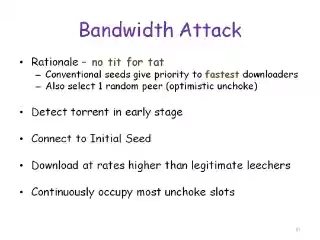 Bandwidth Attack
• Rationale – no tit for tat
– Conventional seeds give priority to fastest downloaders
– Also select 1 random peer (optimistic unchoke)
• Detect torrent in early stage
• Connect to Initial Seed
• Download at rates higher than legitimate leechers
• Continuously occupy most unchoke slots